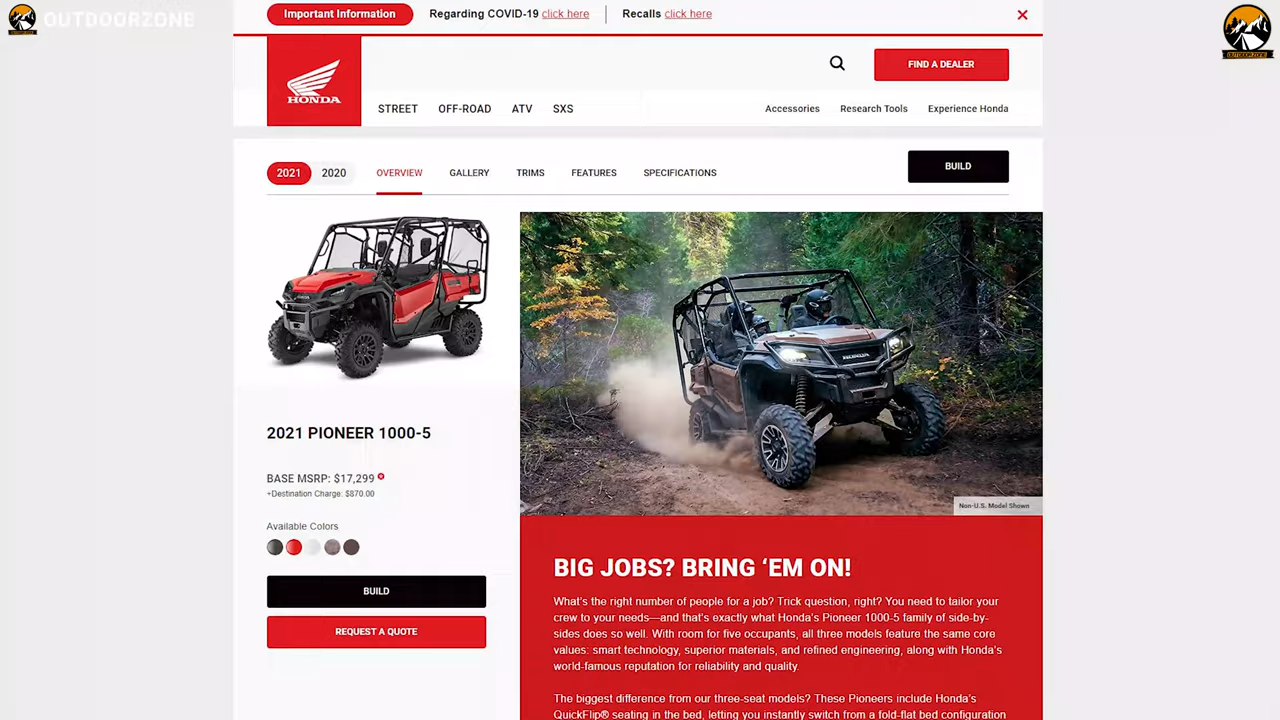 OUTDOORZONE
OUTDOORZONE
Important Information
Regarding COVID-19 click here
Recalls click here
HONDA
FIND A DEALER
STREET
OFF-ROAD
ATV
SXS
Accessories
Research Tools
Experience Honda
2021
2020
OVERVIEW
GALLERY
TRIMS
FEATURES
SPECIFICATIONS
BUILD
HONDA
Non-U.S. Model Shown
2021 PIONEER 1000-5
BASE MSRP: $17,299
+Destination Charge: $870.00
Available Colors
BUILD
REQUEST A QUOTE
BIG JOBS? BRING ‘EM ON!
What’s the right number of people for a job? Trick question, right? You need to tailor your
crew to your needs—and that’s exactly what Honda’s Pioneer 1000-5 family of side-by-
sides does so well. With room for five occupants, all three models feature the same core
values: smart technology, superior materials, and refined engineering, along with Honda’s
world-famous reputation for reliability and quality.
The biggest difference from our three-seat models? These Pioneers include Honda’s
QuickFlip® seating in the bed, letting you instantly switch from a fold-flat bed configuration